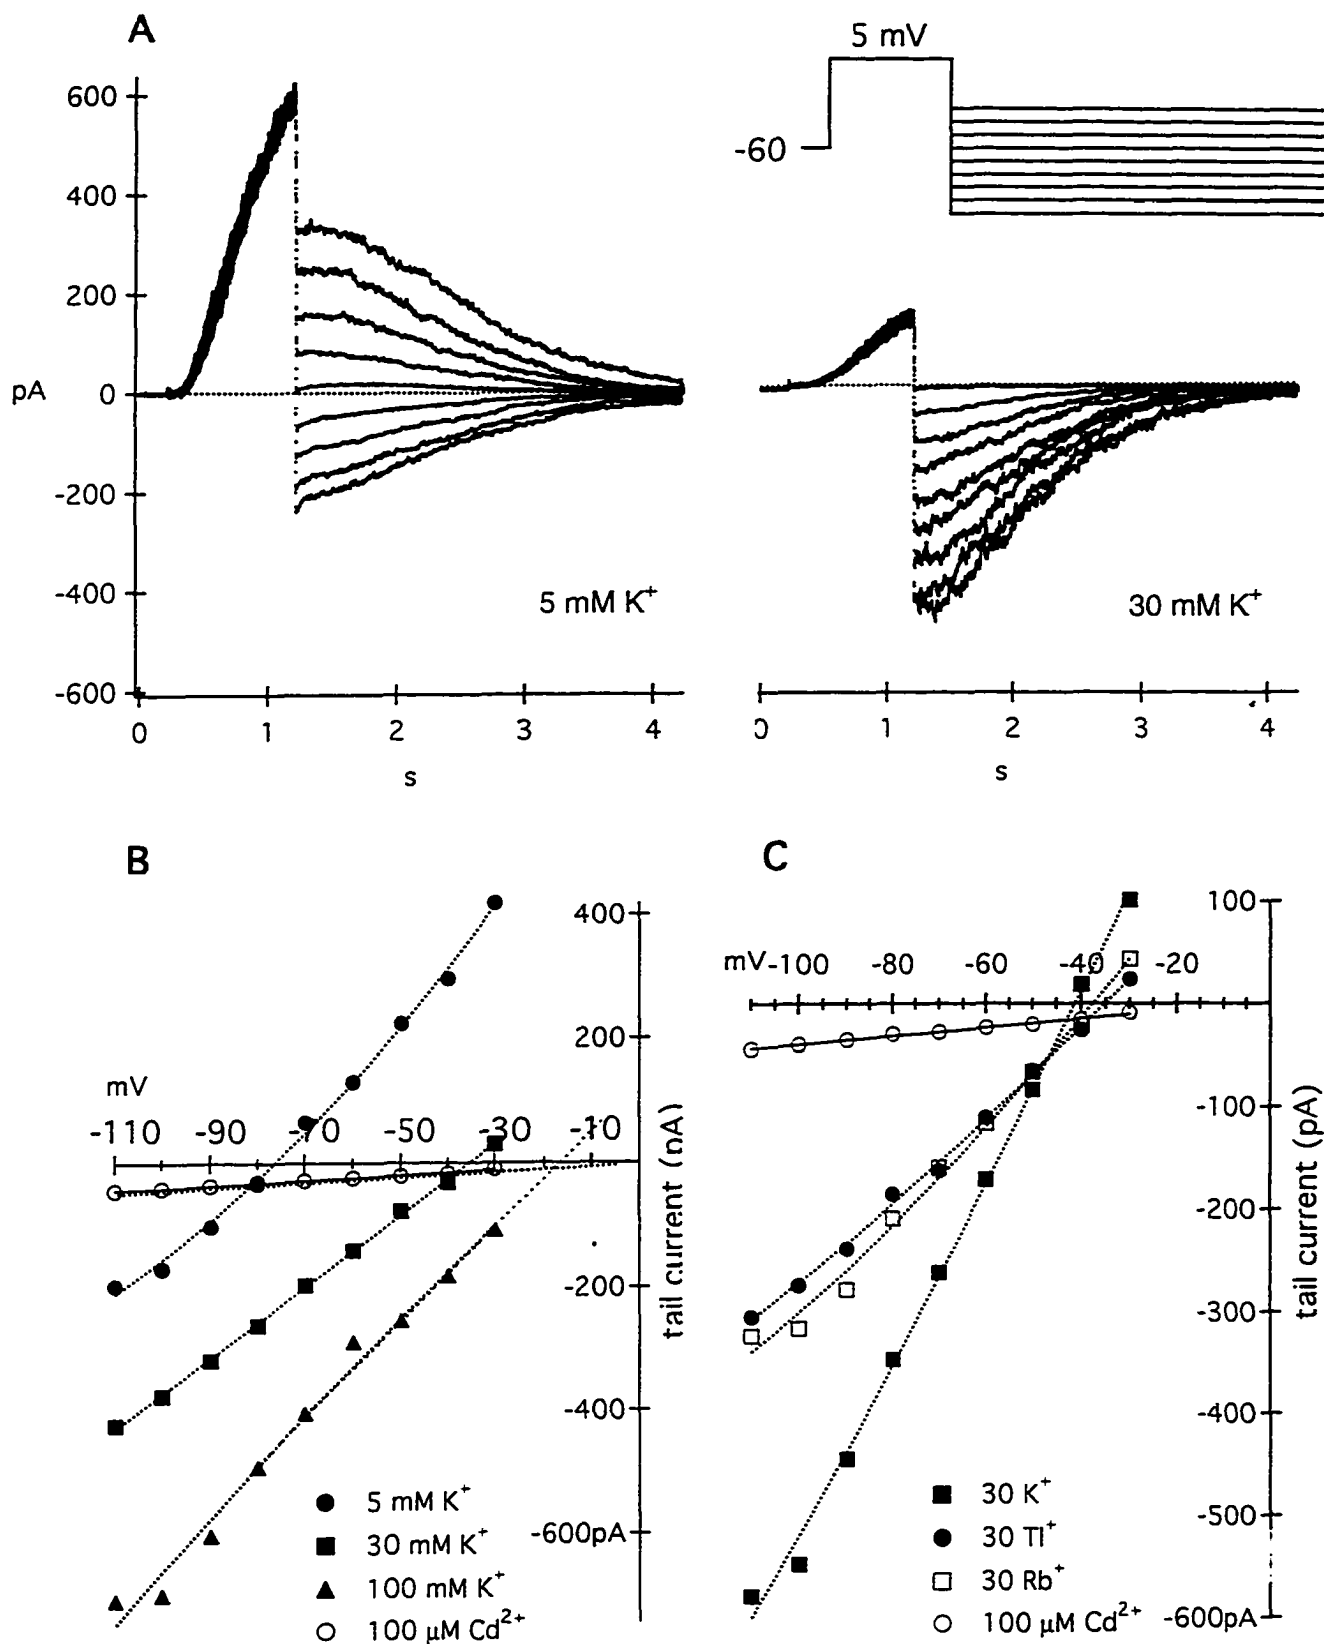 A
5 mV
-60
600
400
200
0
-200
-400
-600
pA
5 mM K⁺
30 mM K⁺
0 1 2 3 4
s
0 1 2 3 4
s
B
mV
-110 -90 -70 -50 -30 -10
400
200
-200
-400
-600pA
tail current (pA)
5 mM K⁺
30 mM K⁺
100 mM K⁺
100 μM Cd²⁺
C
mV -100 -80 -60 -40 -20
100
-100
-200
-300
-400
-500
-600pA
tail current (pA)
30 K⁺
30 Tl⁺
30 Rb⁺
100 μM Cd²⁺